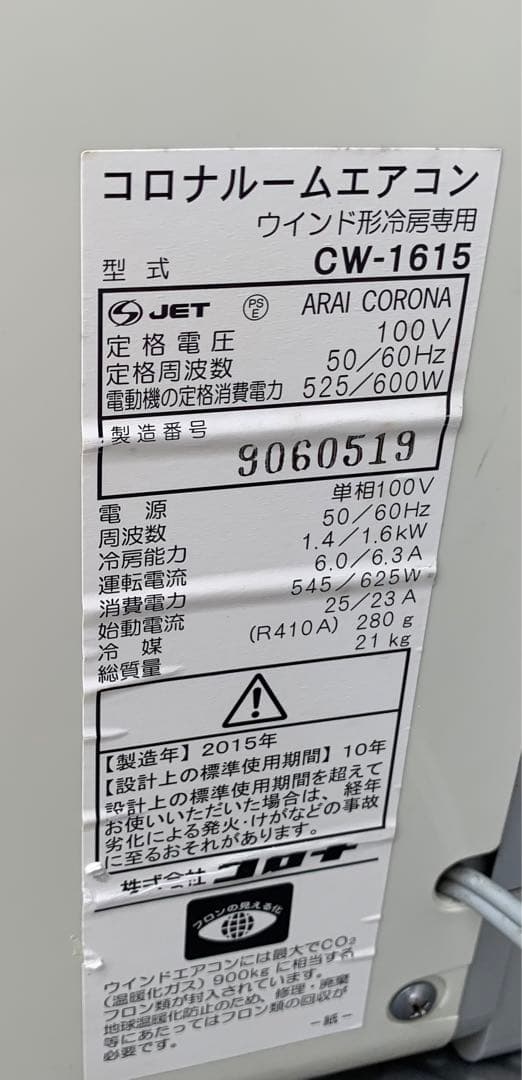 コロナルームエアコン
ウインド形冷房専用
型式 CW-1615
JET PSE ARAI CORONA
定格電圧 100V
定格周波数 50/60Hz
電動機の定格消費電力 525/600W
製造番号 9060519
電源 単相100V
周波数 50/60Hz
冷房能力 1.4/1.6kW
運転電流 6.0/6.3A
消費電力 545/625W
始動電流 25/23A
冷媒 (R410A) 280g
総質量 21kg
【製造年】2015年
【設計上の標準使用期間】10年
設計上の標準使用期間を超えて
お使いいただいた場合は、経年
劣化による発火・けがなどの事故
に至るおそれがあります。
株式会社 コロナ
フロンの見える化
ウインドエアコンには最大でCO₂
(温暖化ガス)900kgに相当する
フロン類が封入されています。
地球温暖化防止のため、修理・廃棄
等にあたってはフロン類の回収が
必要です。
-紙-